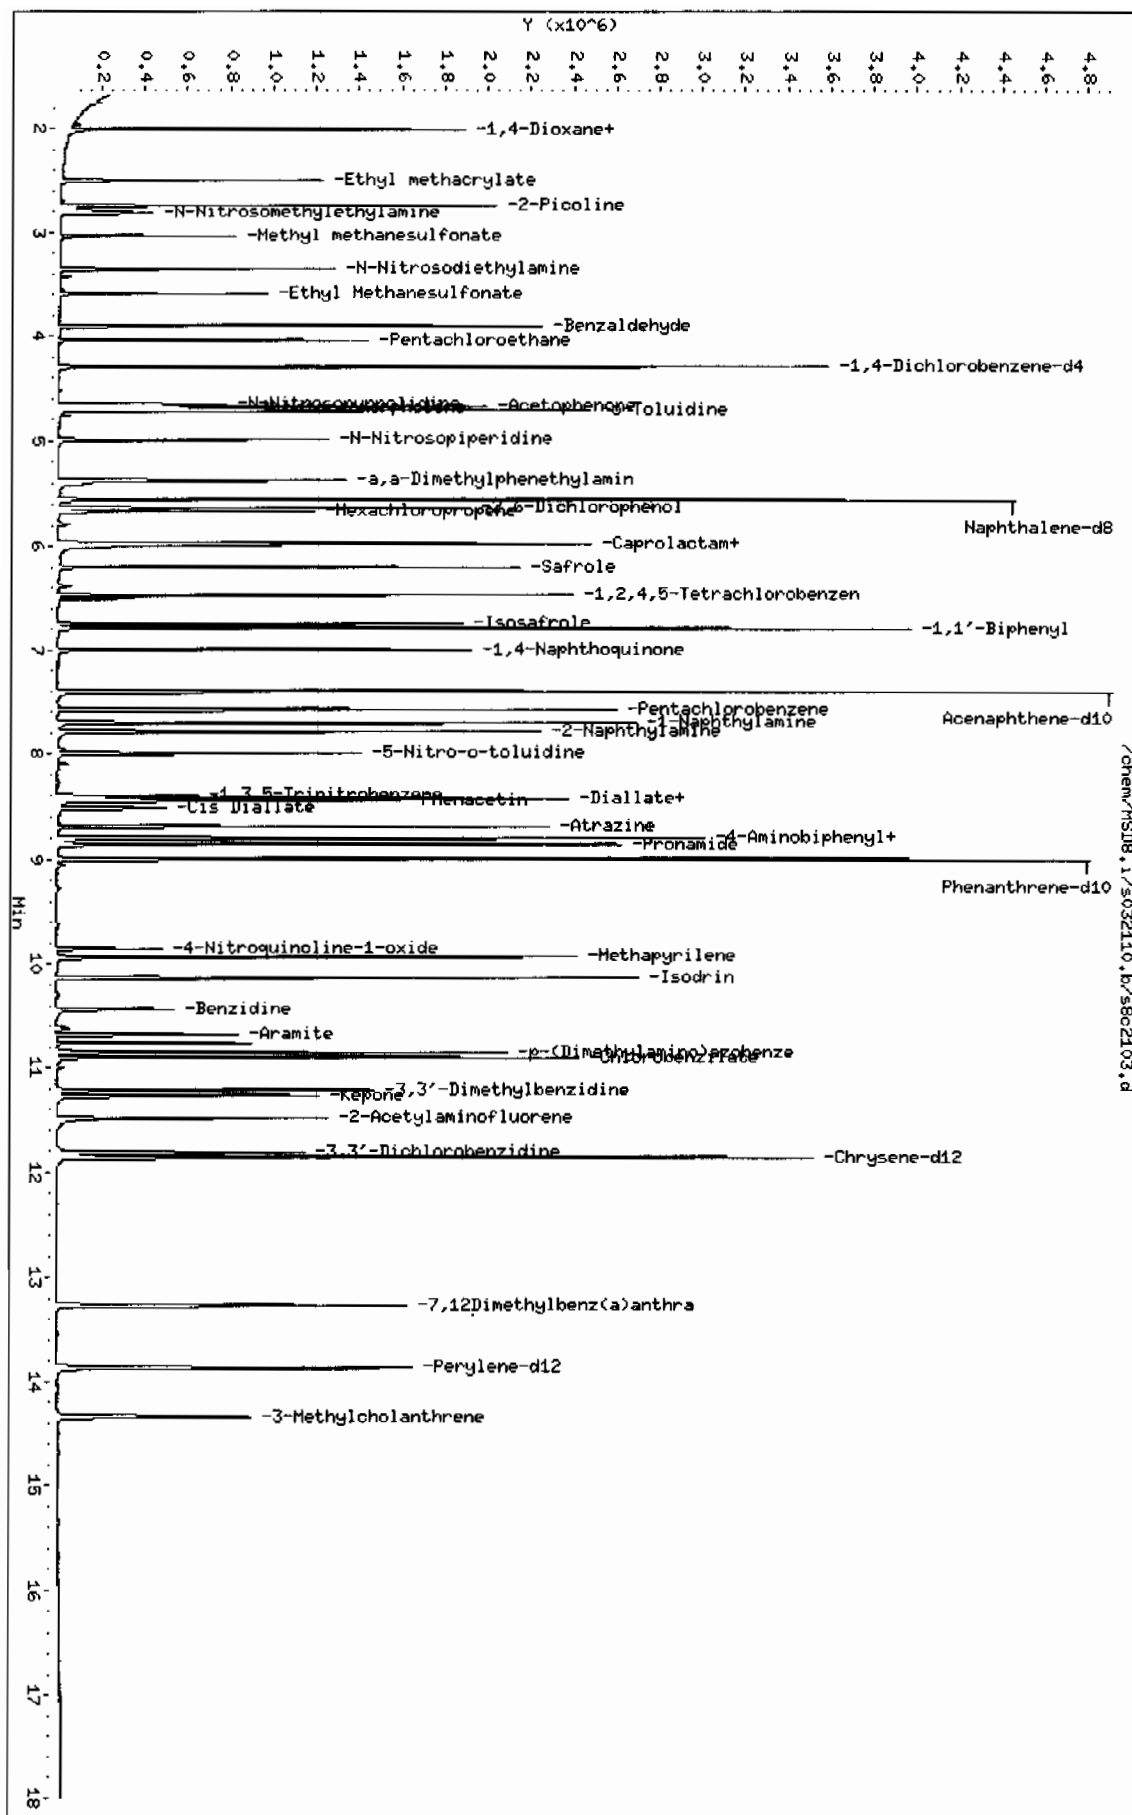 Y (x10^6)
0.2
0.4
0.6
0.8
1.0
1.2
1.4
1.6
1.8
2.0
2.2
2.4
2.6
2.8
3.0
3.2
3.4
3.6
3.8
4.0
4.2
4.4
4.6
4.8
/chem/MSD8.i/s032110.b/s8c2103.d
-1,4-Dioxane+
-Ethyl methacrylate
-2-Picoline
-N-Nitrosomethylethylamine
-Methyl methanesulfonate
-N-Nitrosodiethylamine
-Ethyl Methanesulfonate
-Benzaldehyde
-Pentachloroethane
-1,4-Dichlorobenzene-d4
-N-Nitrosopyrrolidine
-Acetophenone
-o-Toluidine
-N-Nitrosopiperidine
-a,a-Dimethylphenethylamin
Naphthalene-d8
-2,6-Dichlorophenol
-Hexachloropropene
-Caprolactam+
-Safrole
-1,2,4,5-Tetrachlorobenzen
-Isosafrole
-1,1'-Biphenyl
-1,4-Naphthoquinone
Acenaphthene-d10
-Pentachlorobenzene
-1-Naphthylamine
-2-Naphthylamine
-5-Nitro-o-toluidine
-1,3,5-Trinitrobenzene
Phenacetin
-Diallate+
-Cis Diallate
-Atrazine
-4-Aminobiphenyl+
-Pronamide
Phenanthrene-d10
-4-Nitroquinoline-1-oxide
-Methapyrilene
-Isodrin
-Benzidine
-Aramite
-p-(Dimethylamino)azobenze
-Chlorobenzilate
-3,3'-Dimethylbenzidine
-Kepone
-2-Acetylaminofluorene
-3,3'-Dichlorobenzidine
-Chrysene-d12
-7,12Dimethylbenz(a)anthra
-Perylene-d12
-3-Methylcholanthrene
2
3
4
5
6
7
8
9
10
11
12
13
14
15
16
17
18
Min